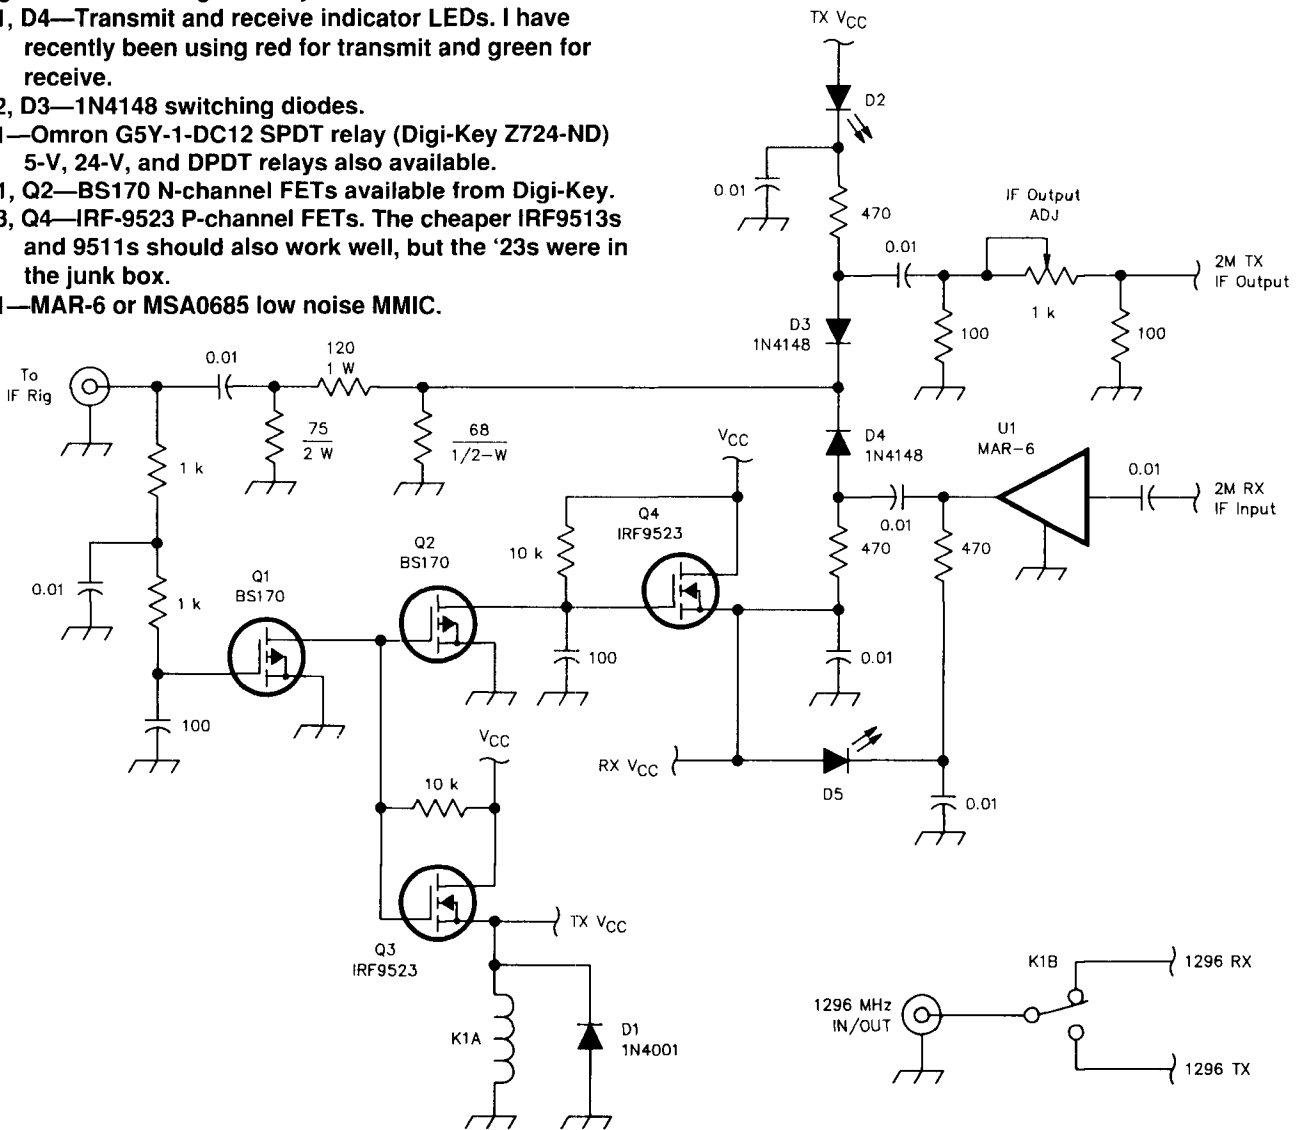 1, D4—Transmit and receive indicator LEDs. I have
recently been using red for transmit and green for
receive.
2, D3—1N4148 switching diodes.
1—Omron G5Y-1-DC12 SPDT relay (Digi-Key Z724-ND)
5-V, 24-V, and DPDT relays also available.
1, Q2—BS170 N-channel FETs available from Digi-Key.
3, Q4—IRF-9523 P-channel FETs. The cheaper IRF9513s
and 9511s should also work well, but the '23s were in
the junk box.
1—MAR-6 or MSA0685 low noise MMIC.
TX VCC
D2
0.01
470
IF Output
ADJ
0.01
2M TX
IF Output
100
1 k
100
D3
1N4148
To
IF Rig
0.01
120
1 W
75
2 W
68
1/2-W
VCC
D4
1N4148
U1
MAR-6
0.01
2M RX
IF Input
1 k
0.01
1 k
Q1
BS170
100
Q2
BS170
10 k
Q4
IRF9523
0.01
470
470
100
0.01
RX VCC
D5
0.01
VCC
10 k
Q3
IRF9523
TX VCC
K1A
D1
1N4001
1296 MHz
IN/OUT
K1B
1296 RX
1296 TX